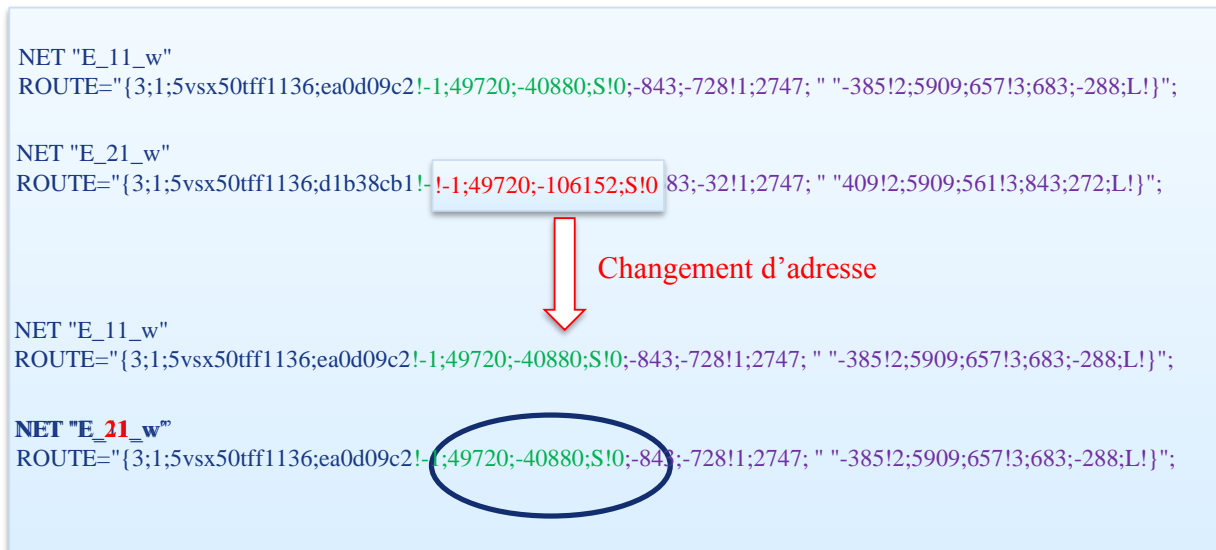 NET "E_11_w"
ROUTE="{3;1;5vsx50tff1136;ea0d09c2!-1;49720;-40880;S!0;-843;-728!1;2747; " "-385!2;5909;657!3;683;-288;L!}";
NET "E_21_w"
ROUTE="{3;1;5vsx50tff1136;d1b38cb1!- !-1;49720;-106152;S!0 83;-32!1;2747; " "409!2;5909;561!3;843;272;L!}";
Changement d’adresse
NET "E_11_w"
ROUTE="{3;1;5vsx50tff1136;ea0d09c2!-1;49720;-40880;S!0;-843;-728!1;2747; " "-385!2;5909;657!3;683;-288;L!}";
NET "E_21_w"
ROUTE="{3;1;5vsx50tff1136;ea0d09c2!-1;49720;-40880;S!0;-843;-728!1;2747; " "-385!2;5909;657!3;683;-288;L!}";